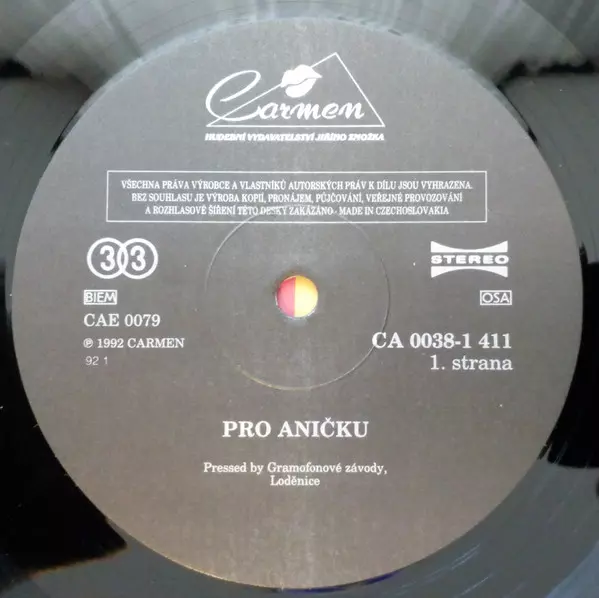 Carmen
HUDEBNÍ VYDAVATELSTVÍ JIŘÍHO ZMOŽKA
VŠECHNA PRÁVA VÝROBCE A VLASTNÍKŮ AUTORSKÝCH PRÁV K DÍLU JSOU VYHRAZENA.
BEZ SOUHLASU JE VÝROBA KOPIÍ, PRONÁJEM, PŮJČOVÁNÍ, VEŘEJNÉ PROVOZOVÁNÍ
A ROZHLASOVÉ ŠÍŘENÍ TÉTO DESKY ZAKÁZÁNO - MADE IN CZECHOSLOVAKIA
33
STEREO
BIEM
OSA
CAE 0079
℗ 1992 CARMEN
92 1
CA 0038-1 411
1. strana
PRO ANIČKU
Pressed by Gramofonové závody,
Loděnice